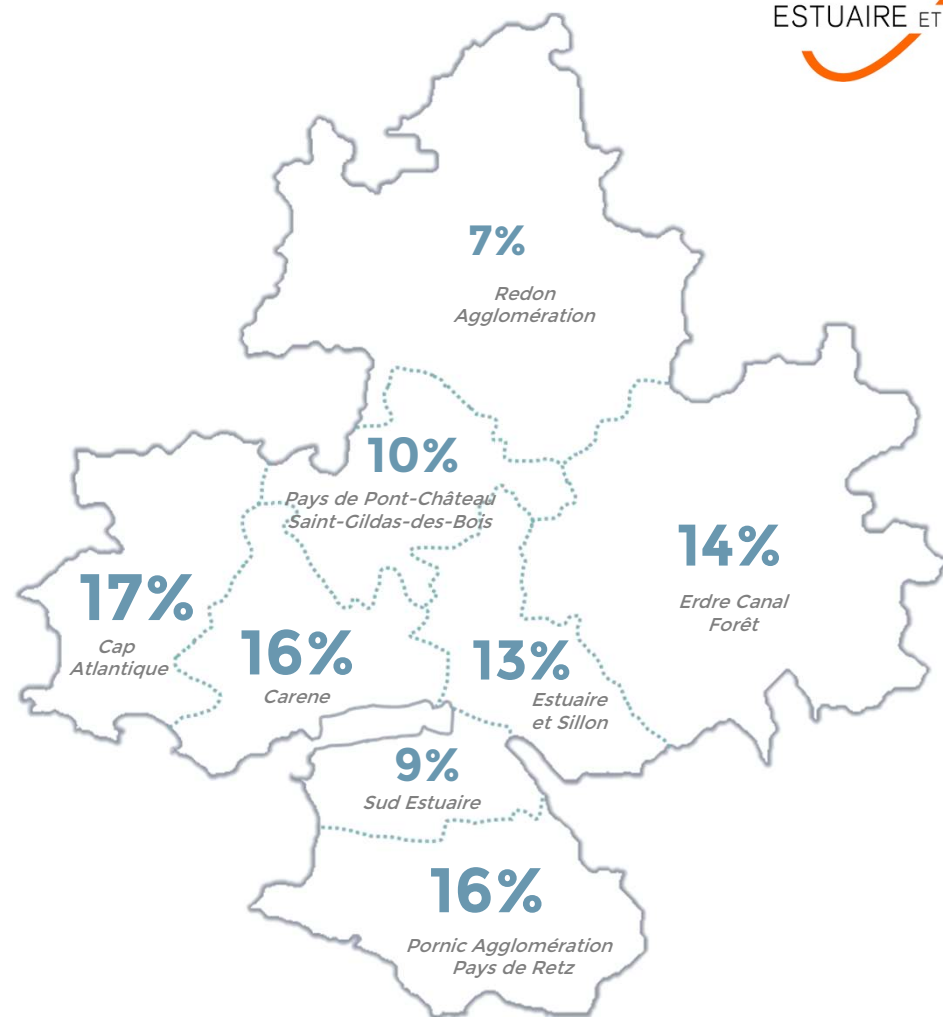 ESTUAIRE ET
7%
Redon
Agglomération
10%
Pays de Pont-Château
Saint-Gildas-des-Bois
14%
Erdre Canal
Forêt
17%
Cap
Atlantique
16%
Carene
13%
Estuaire
et Sillon
9%
Sud Estuaire
16%
Pornic Agglomération
Pays de Retz